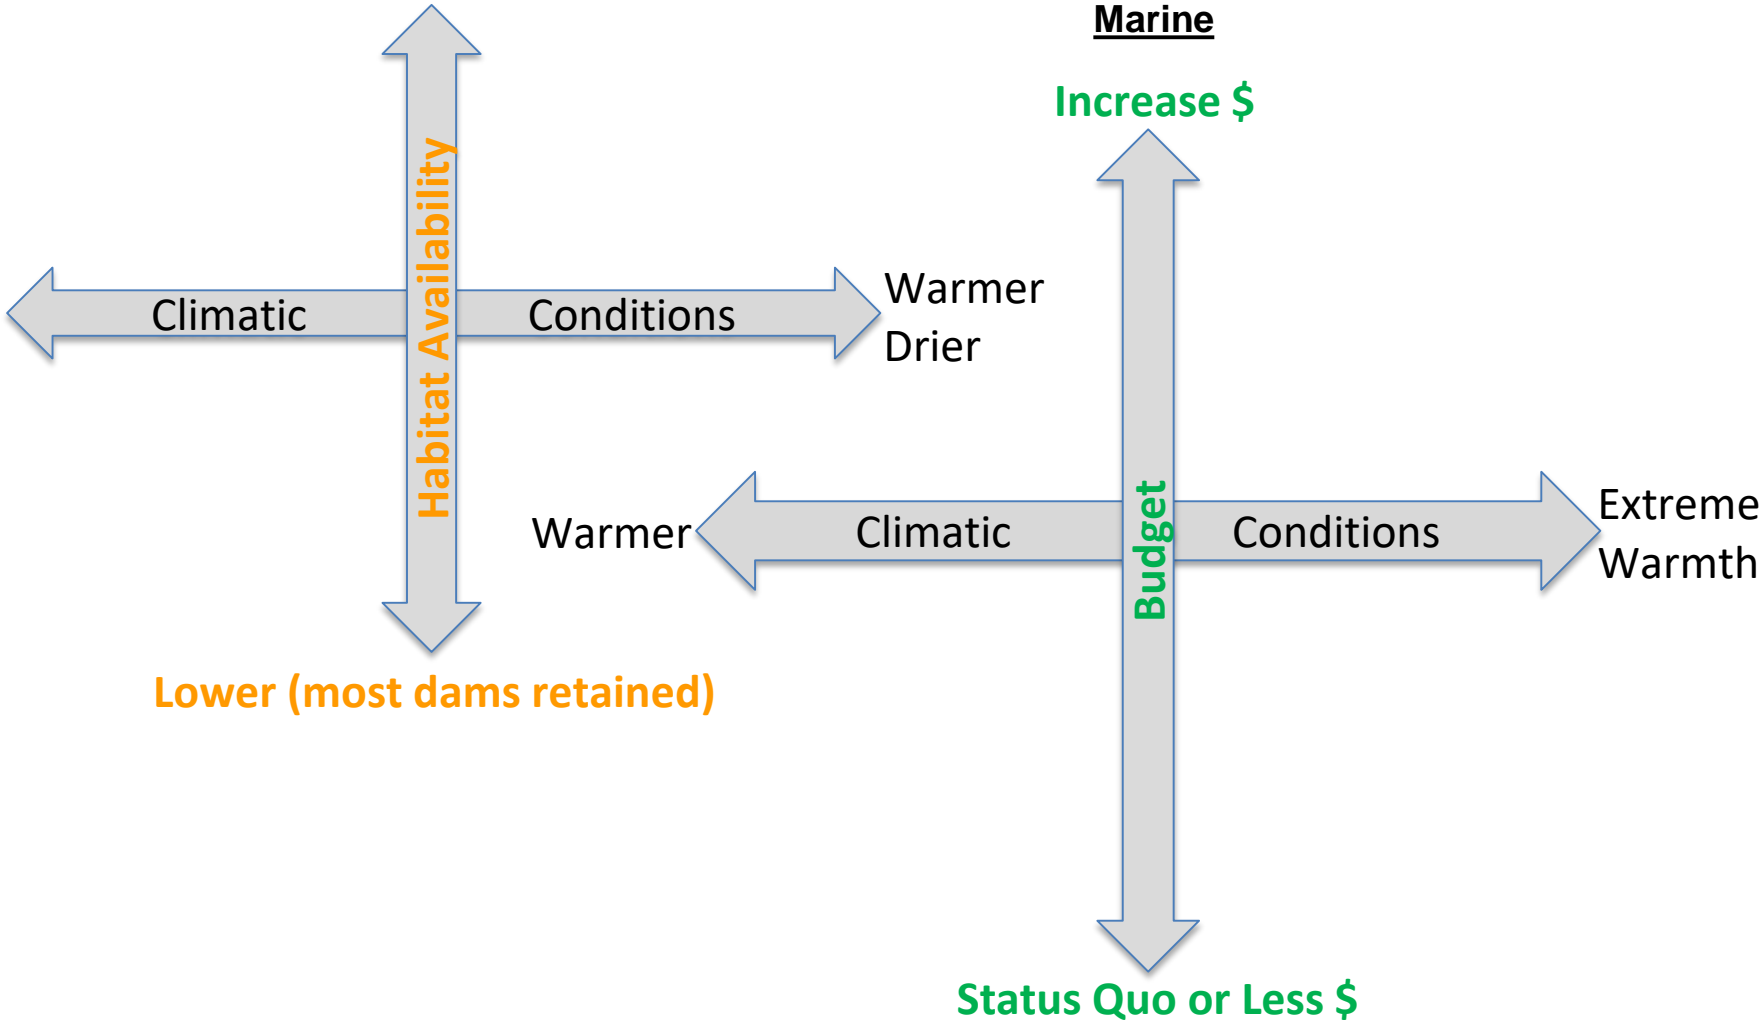 Marine
Increase $
Habitat Availability
Climatic Conditions
Warmer
Drier
Lower (most dams retained)
Budget
Warmer
Climatic Conditions
Extreme
Warmth
Status Quo or Less $